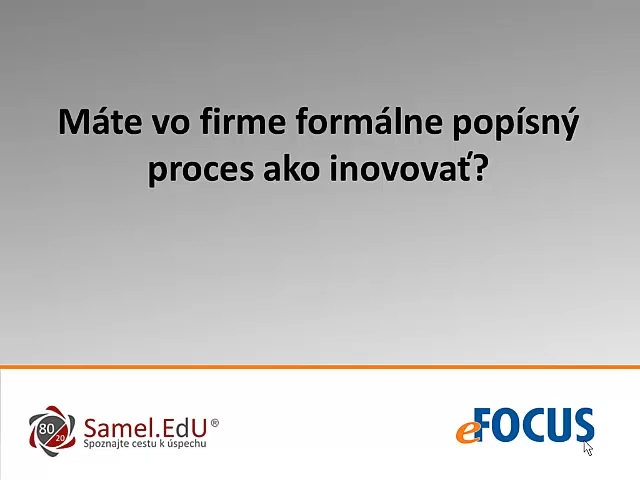 Máte vo firme formálne popísný
proces ako inovovať?
80
20
Samel.EdU®
Spoznajte cestu k úspechu
eFOCUS